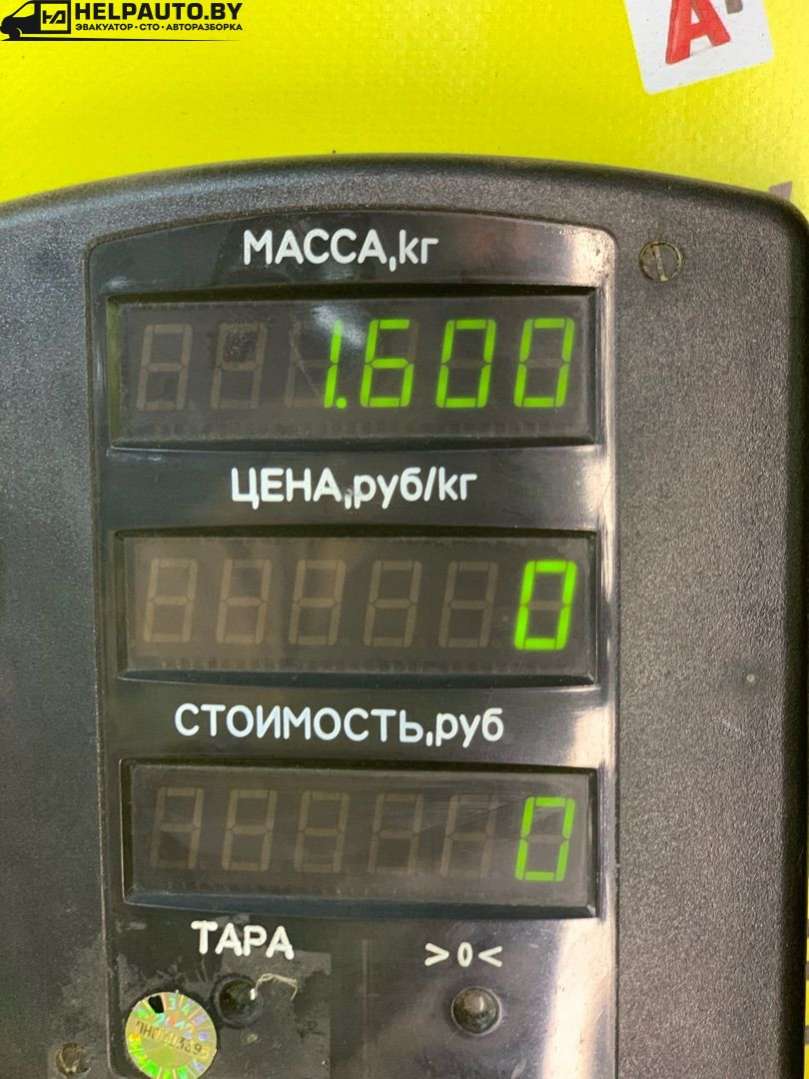 HELPAUTO.BY
ЭВАКУАТОР • СТО • АВТОРАЗБОРКА
МАССА,кг
1.600
ЦЕНА,руб/кг
0
СТОИМОСТЬ,руб
0
ТАРА
>0<